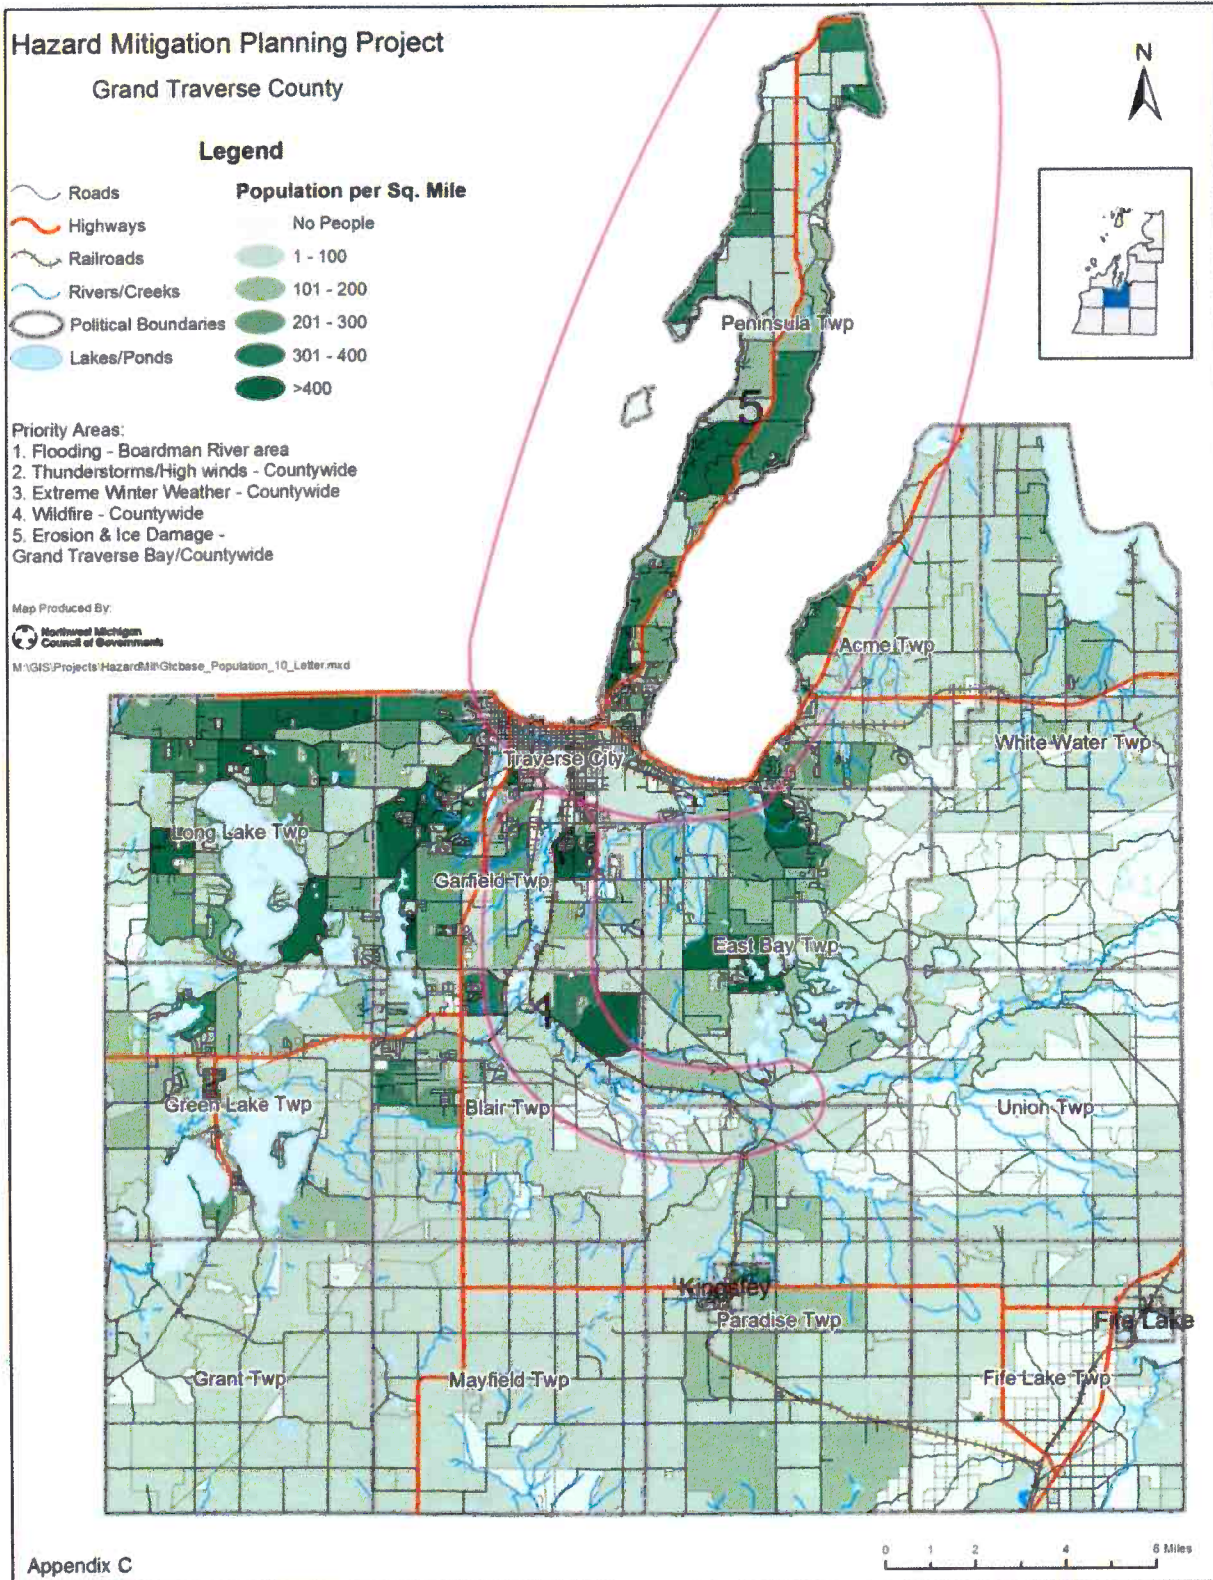 Hazard Mitigation Planning Project
Grand Traverse County
N
Legend
Roads
Highways
Railroads
Rivers/Creeks
Political Boundaries
Lakes/Ponds
Population per Sq. Mile
No People
1 - 100
101 - 200
201 - 300
301 - 400
>400
Priority Areas:
1. Flooding - Boardman River area
2. Thunderstorms/High winds - Countywide
3. Extreme Winter Weather - Countywide
4. Wildfire - Countywide
5. Erosion & Ice Damage -
Grand Traverse Bay/Countywide
Map Produced By:
Northwest Michigan
Council of Governments
Peninsula Twp
5
Acme Twp
White Water Twp
Traverse City
Long Lake Twp
Garfield Twp
East Bay Twp
1
Green Lake Twp
Blair Twp
Union Twp
Kingsley
Paradise Twp
Fife Lake
Grant Twp
Mayfield Twp
Fife Lake Twp
0 1 2 4 6 Miles
Appendix C